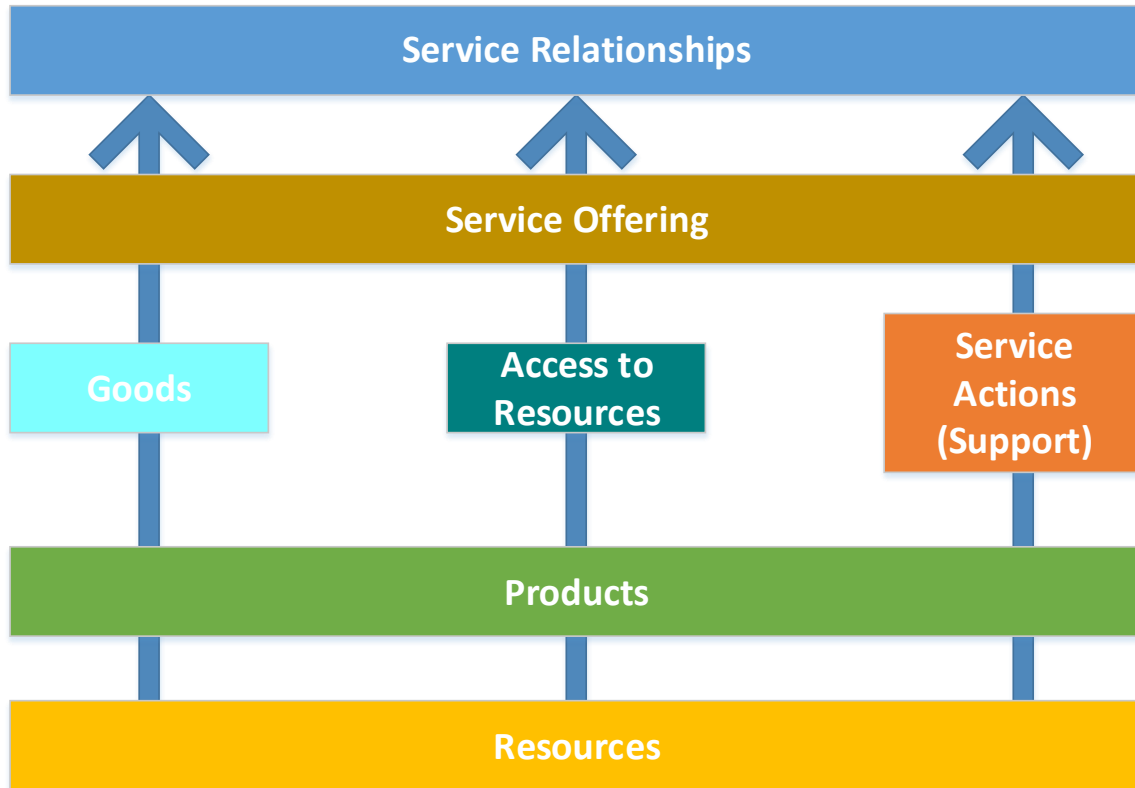 Service Relationships
Service Offering
Goods
Access to
Resources
Service
Actions
(Support)
Products
Resources